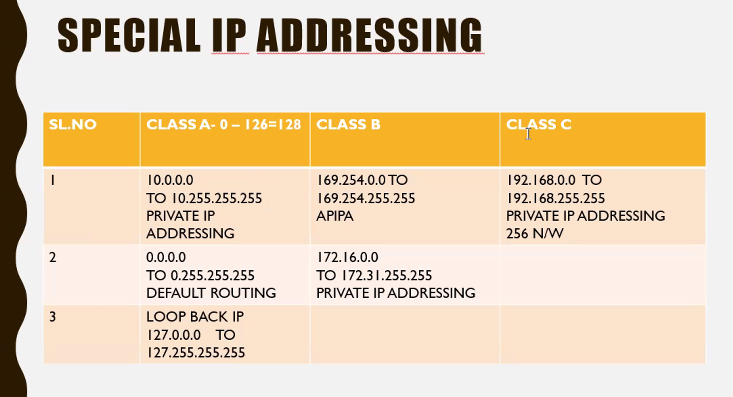 SPECIAL IP ADDRESSING
SL.NO CLASS A- 0 – 126=128 CLASS B CLASS C
1 10.0.0.0
TO 10.255.255.255
PRIVATE IP
ADDRESSING
169.254.0.0 TO
169.254.255.255
APIPA
192.168.0.0 TO
192.168.255.255
PRIVATE IP ADDRESSING
256 N/W
2 0.0.0.0
TO 0.255.255.255
DEFAULT ROUTING
172.16.0.0
TO 172.31.255.255
PRIVATE IP ADDRESSING
3 LOOP BACK IP
127.0.0.0 TO
127.255.255.255